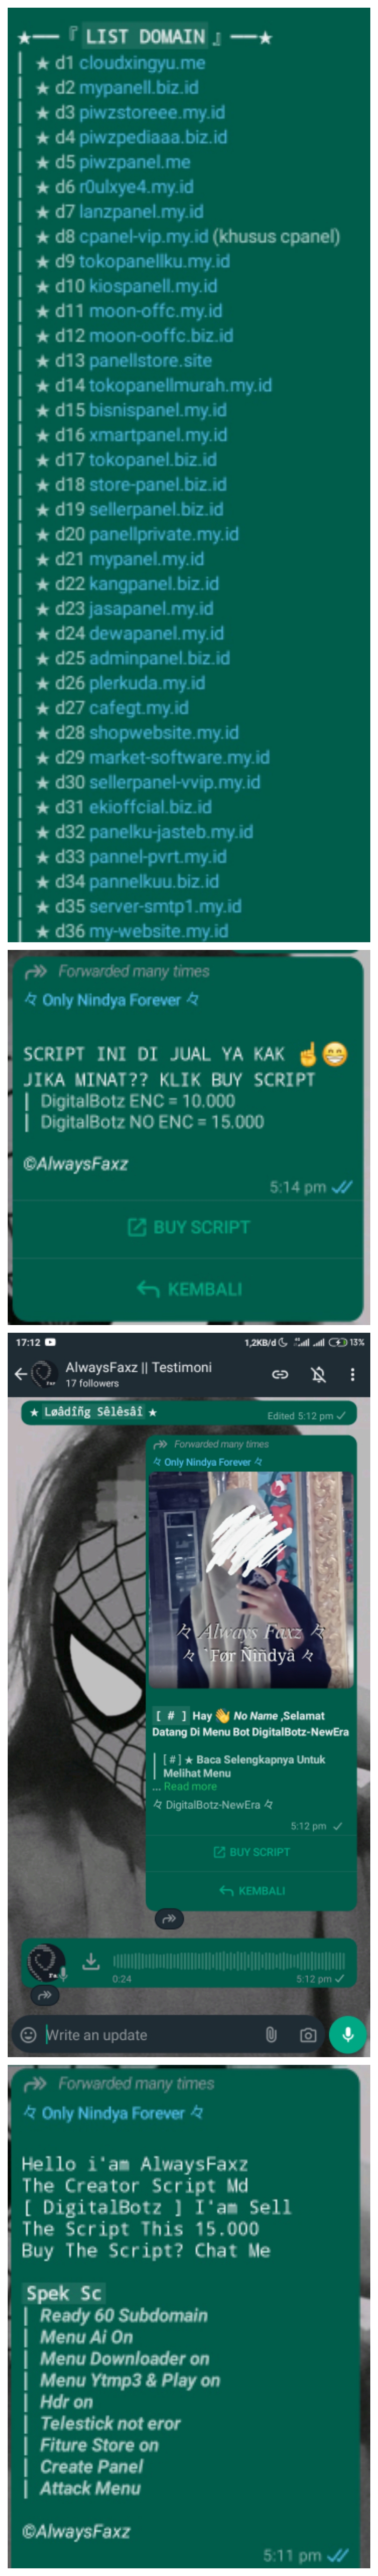 ★━━『 LIST DOMAIN 』━━★
| ★ d1 cloudxingyu.me
| ★ d2 mypanell.biz.id
| ★ d3 piwzstoreee.my.id
| ★ d4 piwzpediaaa.biz.id
| ★ d5 piwzpanel.me
| ★ d6 r0ulxye4.my.id
| ★ d7 lanzpanel.my.id
| ★ d8 cpanel-vip.my.id (khusus cpanel)
| ★ d9 tokopanellku.my.id
| ★ d10 kiospanell.my.id
| ★ d11 moon-offc.my.id
| ★ d12 moon-ooffc.biz.id
| ★ d13 panellstore.site
| ★ d14 tokopanellmurah.my.id
| ★ d15 bisnispanel.my.id
| ★ d16 xmartpanel.my.id
| ★ d17 tokopanel.biz.id
| ★ d18 store-panel.biz.id
| ★ d19 sellerpanel.biz.id
| ★ d20 panellprivate.my.id
| ★ d21 mypanel.my.id
| ★ d22 kangpanel.biz.id
| ★ d23 jasapanel.my.id
| ★ d24 dewapanel.my.id
| ★ d25 adminpanel.biz.id
| ★ d26 plerkuda.my.id
| ★ d27 cafegt.my.id
| ★ d28 shopwebsite.my.id
| ★ d29 market-software.my.id
| ★ d30 sellerpanel-vvip.my.id
| ★ d31 ekioffcial.biz.id
| ★ d32 panelku-jasteb.my.id
| ★ d33 pannel-pvrt.my.id
| ★ d34 pannelkuu.biz.id
| ★ d35 server-smtp1.my.id
| ★ d36 my-website.my.id
Forwarded many times
々 Only Nindya Forever 々
SCRIPT INI DI JUAL YA KAK ☝😁
JIKA MINAT?? KLIK BUY SCRIPT
| DigitalBotz ENC = 10.000
| DigitalBotz NO ENC = 15.000
©AlwaysFaxz
5:14 pm
BUY SCRIPT
KEMBALI
17:12 1,2KB/d 13%
AlwaysFaxz || Testimoni
17 followers
★ Løådîñg Sêlêsâî ★
Edited 5:12 pm
Forwarded many times
々 Only Nindya Forever 々
々 Always Faxz 々
々 `Før Ñîñdyâ 々
[ # ] Hay 👋 No Name ,Selamat
Datang Di Menu Bot DigitalBotz-NewEra
| [ # ] ★ Baca Selengkapnya Untuk
Melihat Menu
... Read more
々 DigitalBotz-NewEra 々
5:12 pm
BUY SCRIPT
KEMBALI
0:24 5:12 pm
Write an update
Forwarded many times
々 Only Nindya Forever 々
Hello i'am AlwaysFaxz
The Creator Script Md
[ DigitalBotz ] I'am Sell
The Script This 15.000
Buy The Script? Chat Me
Spek Sc
| Ready 60 Subdomain
| Menu Ai On
| Menu Downloader on
| Menu Ytmp3 & Play on
| Hdr on
| Telestick not eror
| Fiture Store on
| Create Panel
| Attack Menu
©AlwaysFaxz
5:11 pm